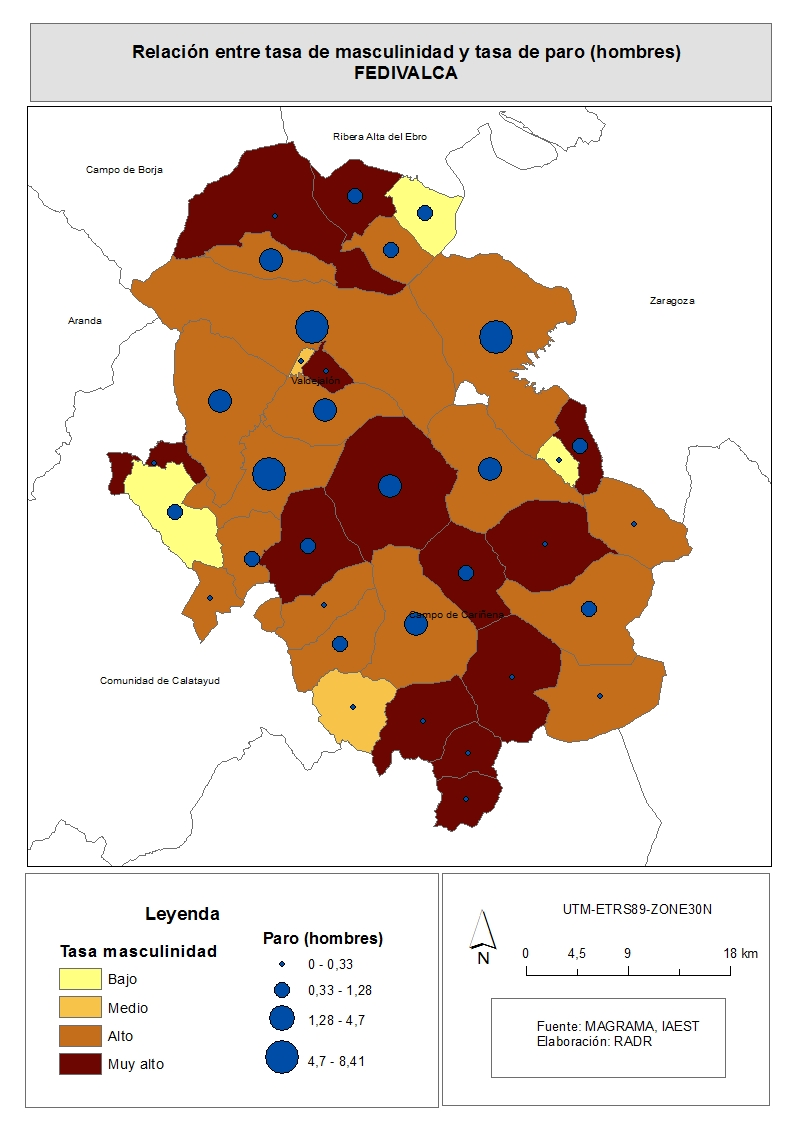 Relación entre tasa de masculinidad y tasa de paro (hombres)
FEDIVALCA
Ribera Alta del Ebro
Campo de Borja
Zaragoza
Aranda
Valdejalón
Campo de Cariñena
Comunidad de Calatayud
Leyenda
Tasa masculinidad
Bajo
Medio
Alto
Muy alto
Paro (hombres)
0 - 0,33
0,33 - 1,28
1,28 - 4,7
4,7 - 8,41
N
UTM-ETRS89-ZONE30N
0 4,5 9 18 km
Fuente: MAGRAMA, IAEST
Elaboración: RADR